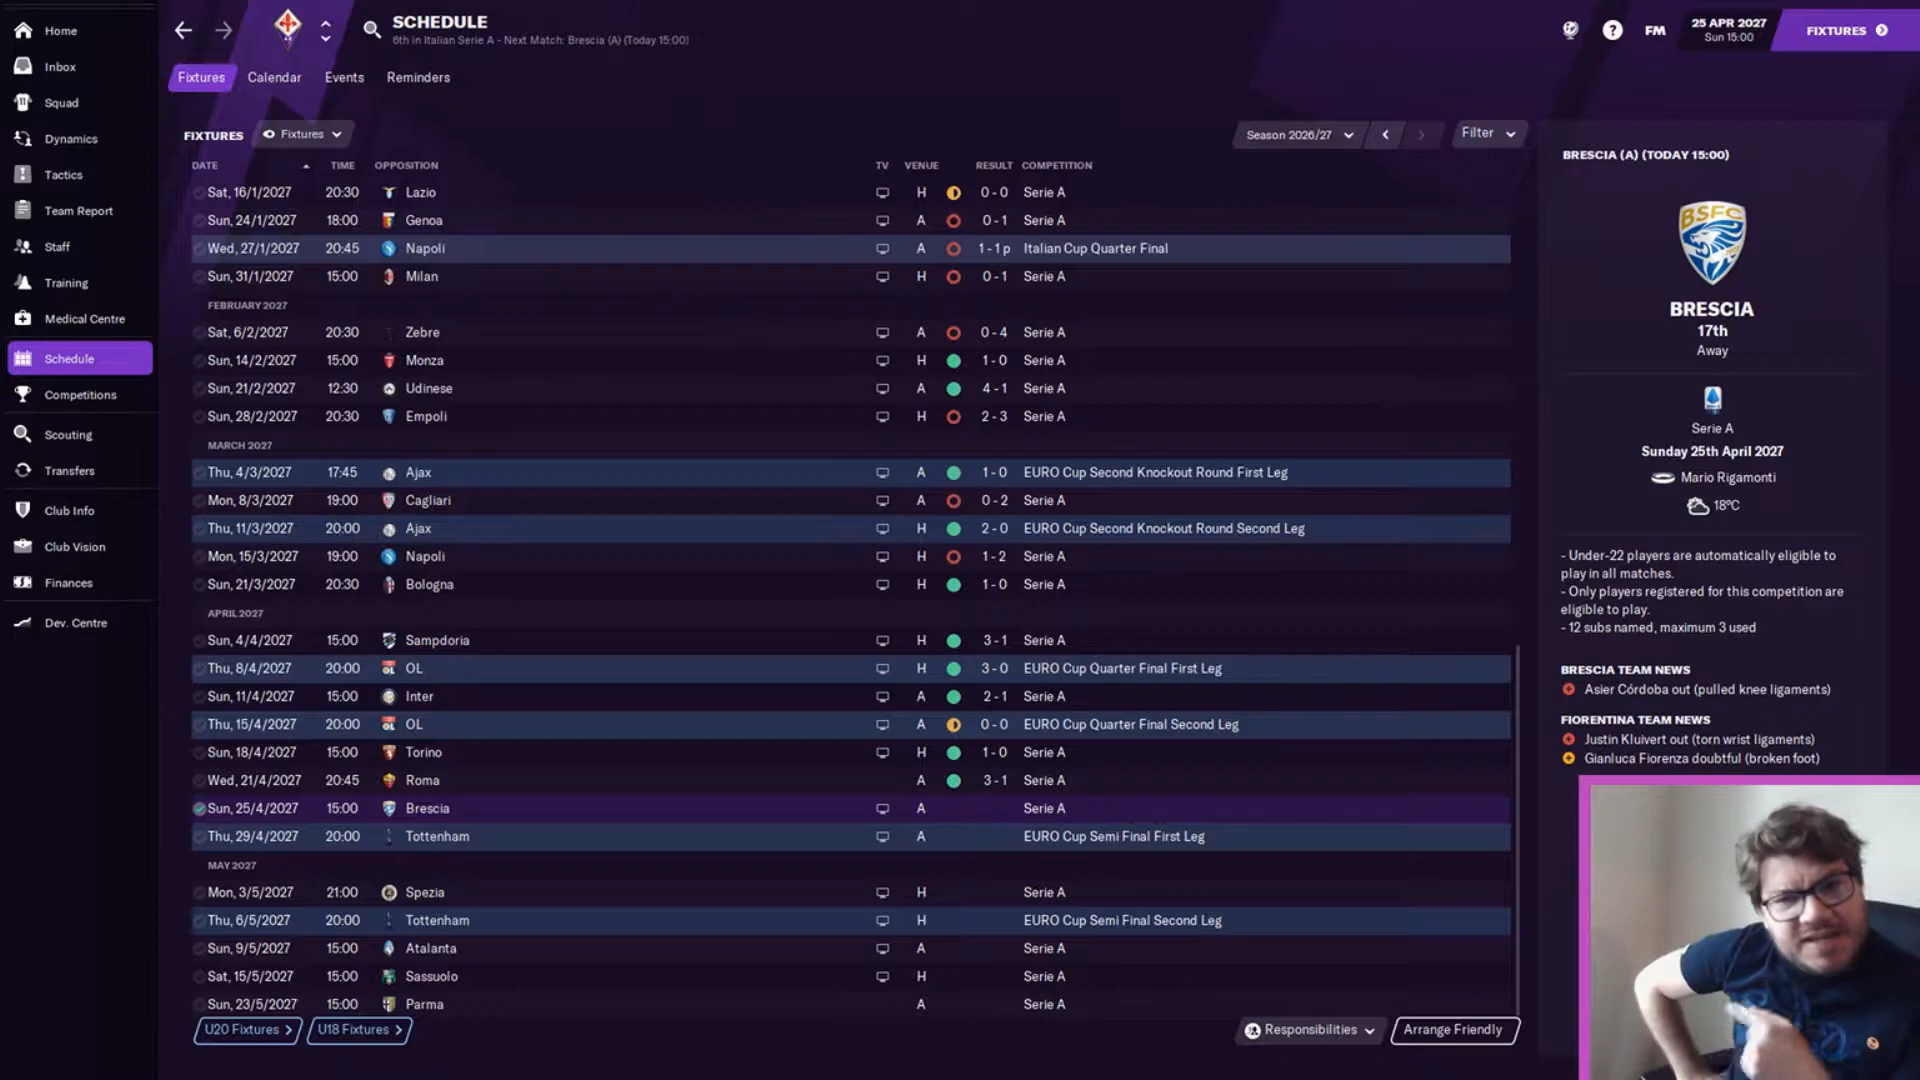 Home
Inbox
Squad
Dynamics
Tactics
Team Report
Staff
Training
Medical Centre
Schedule
Competitions
Scouting
Transfers
Club Info
Club Vision
Finances
Dev. Centre
SCHEDULE
6th in Italian Serie A - Next Match: Brescia (A) (Today 15:00)
FM
25 APR 2027
Sun 15:00
FIXTURES
Fixtures Calendar Events Reminders
FIXTURES Fixtures Season 2026/27 Filter
DATE TIME OPPOSITION TV VENUE RESULT COMPETITION
Sat, 16/1/2027 20:30 Lazio H 0 - 0 Serie A
Sun, 24/1/2027 18:00 Genoa A 0 - 1 Serie A
Wed, 27/1/2027 20:45 Napoli A 1 - 1 p Italian Cup Quarter Final
Sun, 31/1/2027 15:00 Milan H 0 - 1 Serie A
FEBRUARY 2027
Sat, 6/2/2027 20:30 Zebre A 0 - 4 Serie A
Sun, 14/2/2027 15:00 Monza H 1 - 0 Serie A
Sun, 21/2/2027 12:30 Udinese A 4 - 1 Serie A
Sun, 28/2/2027 20:30 Empoli H 2 - 3 Serie A
MARCH 2027
Thu, 4/3/2027 17:45 Ajax A 1 - 0 EURO Cup Second Knockout Round First Leg
Mon, 8/3/2027 19:00 Cagliari A 0 - 2 Serie A
Thu, 11/3/2027 20:00 Ajax H 2 - 0 EURO Cup Second Knockout Round Second Leg
Mon, 15/3/2027 19:00 Napoli H 1 - 2 Serie A
Sun, 21/3/2027 20:30 Bologna H 1 - 0 Serie A
APRIL 2027
Sun, 4/4/2027 15:00 Sampdoria H 3 - 1 Serie A
Thu, 8/4/2027 20:00 OL H 3 - 0 EURO Cup Quarter Final First Leg
Sun, 11/4/2027 15:00 Inter A 2 - 1 Serie A
Thu, 15/4/2027 20:00 OL A 0 - 0 EURO Cup Quarter Final Second Leg
Sun, 18/4/2027 15:00 Torino H 1 - 0 Serie A
Wed, 21/4/2027 20:45 Roma A 3 - 1 Serie A
Sun, 25/4/2027 15:00 Brescia A Serie A
Thu, 29/4/2027 20:00 Tottenham A EURO Cup Semi Final First Leg
MAY 2027
Mon, 3/5/2027 21:00 Spezia H Serie A
Thu, 6/5/2027 20:00 Tottenham H EURO Cup Semi Final Second Leg
Sun, 9/5/2027 15:00 Atalanta A Serie A
Sat, 15/5/2027 15:00 Sassuolo H Serie A
Sun, 23/5/2027 15:00 Parma A Serie A
U20 Fixtures U18 Fixtures Responsibilities Arrange Friendly
BRESCIA (A) (TODAY 15:00)
BSFC
BRESCIA
17th
Away
Serie A
Sunday 25th April 2027
Mario Rigamonti
18°C
- Under-22 players are automatically eligible to
play in all matches.
- Only players registered for this competition are
eligible to play.
- 12 subs named, maximum 3 used
BRESCIA TEAM NEWS
Asier Córdoba out (pulled knee ligaments)
FIORENTINA TEAM NEWS
Justin Kluivert out (torn wrist ligaments)
Gianluca Fiorenza doubtful (broken foot)